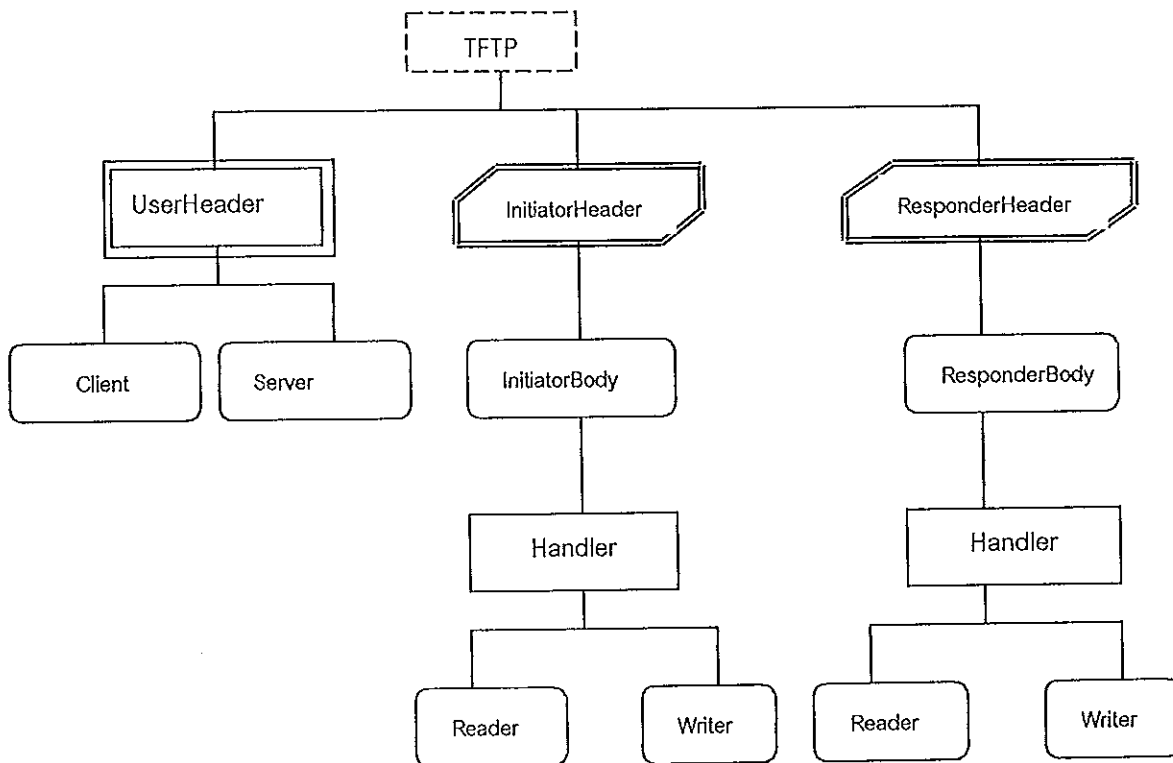 TFTP
UserHeader
InitiatorHeader
ResponderHeader
Client
Server
InitiatorBody
ResponderBody
Handler
Handler
Reader
Writer
Reader
Writer